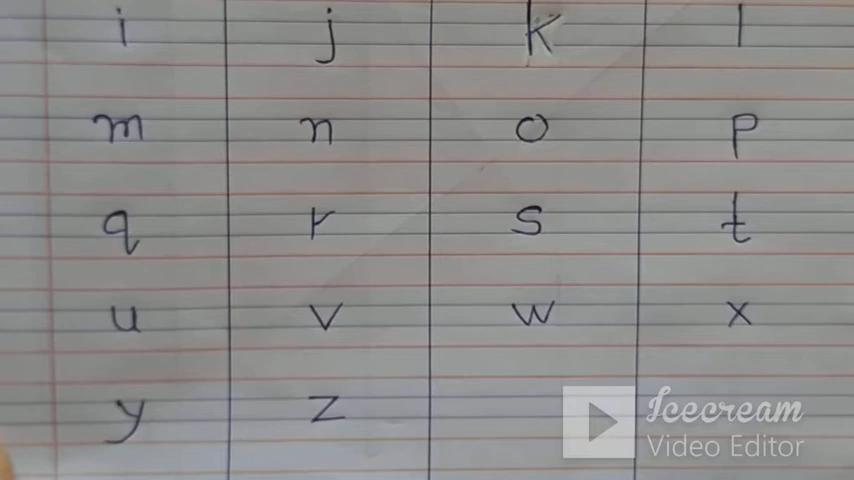 i j k l
m n o p
q r s t
u v w x
y z
Icecream
Video Editor